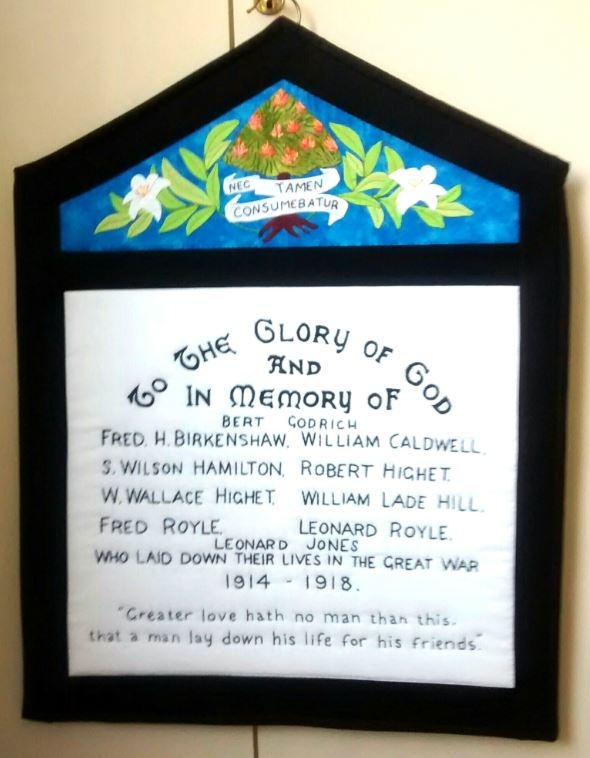 NEC TAMEN
CONSUMEBATUR
TO THE GLORY OF GOD
AND
IN MEMORY OF
BERT GODRICH
FRED. H. BIRKENSHAW. WILLIAM CALDWELL.
S. WILSON HAMILTON. ROBERT HIGHET.
W. WALLACE HIGHET. WILLIAM LADE HILL.
FRED ROYLE. LEONARD ROYLE.
LEONARD JONES
WHO LAID DOWN THEIR LIVES IN THE GREAT WAR
1914 - 1918.
"Greater love hath no man than this.
that a man lay down his life for his friends."